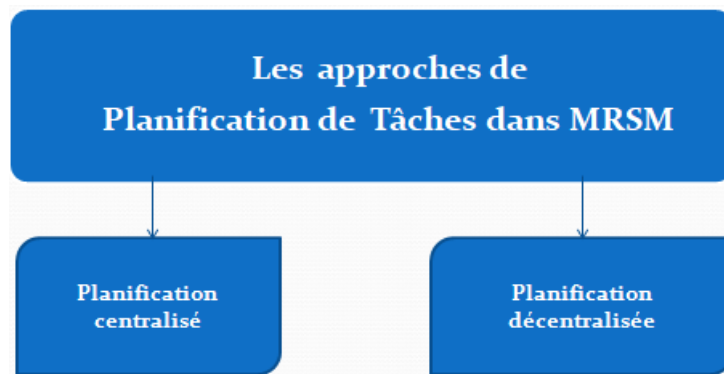 Les approches de
Planification de Tâches dans MRSM
Planification
centralisé
Planification
décentralisée